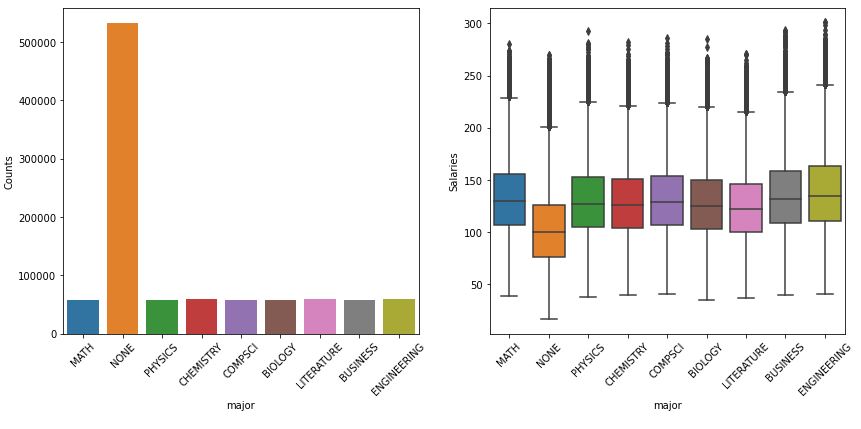 500000
400000
300000
200000
100000
0
Counts
MATH
NONE
PHYSICS
CHEMISTRY
COMPSCI
BIOLOGY
LITERATURE
BUSINESS
ENGINEERING
major
300
250
200
150
100
50
Salaries
MATH
NONE
PHYSICS
CHEMISTRY
COMPSCI
BIOLOGY
LITERATURE
BUSINESS
ENGINEERING
major